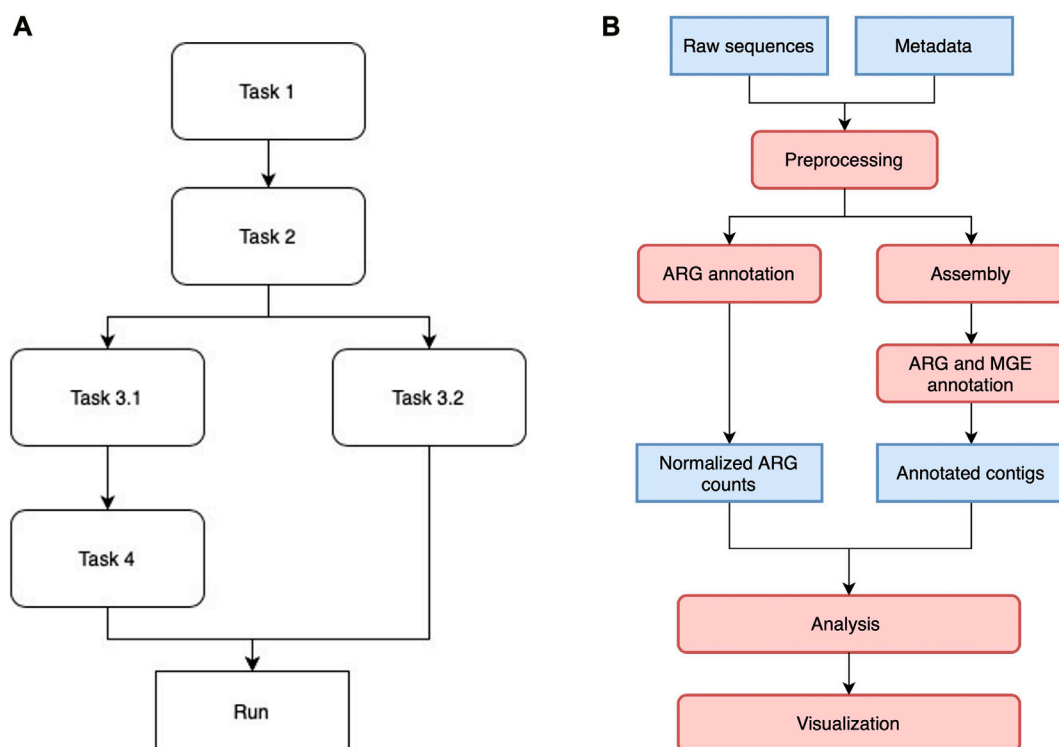 A
Task 1
Task 2
Task 3.1
Task 3.2
Task 4
Run
B
Raw sequences
Metadata
Preprocessing
ARG annotation
Assembly
ARG and MGE
annotation
Normalized ARG
counts
Annotated contigs
Analysis
Visualization